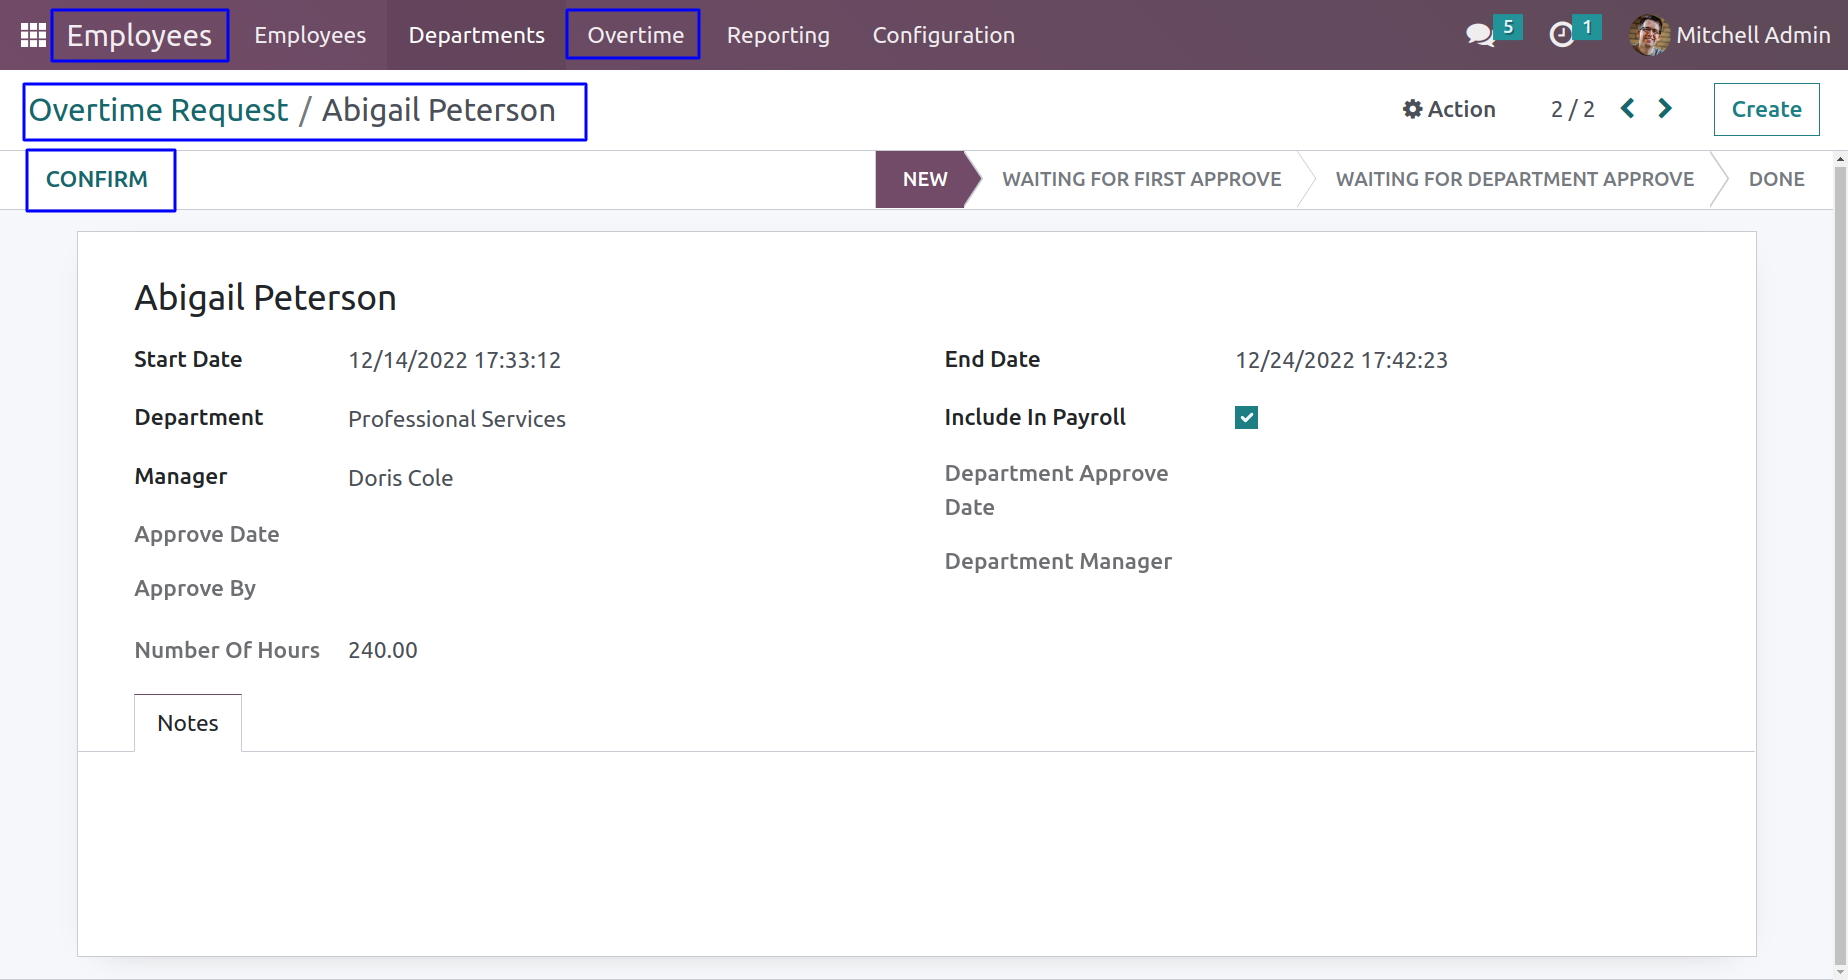 Employees Employees Departments Overtime Reporting Configuration 5 1 Mitchell Admin
Overtime Request / Abigail Peterson Action 2 / 2 Create
CONFIRM NEW WAITING FOR FIRST APPROVE WAITING FOR DEPARTMENT APPROVE DONE
Abigail Peterson
Start Date 12/14/2022 17:33:12 End Date 12/24/2022 17:42:23
Department Professional Services Include In Payroll
Manager Doris Cole Department Approve
Date
Approve Date
Department Manager
Approve By
Number Of Hours 240.00
Notes